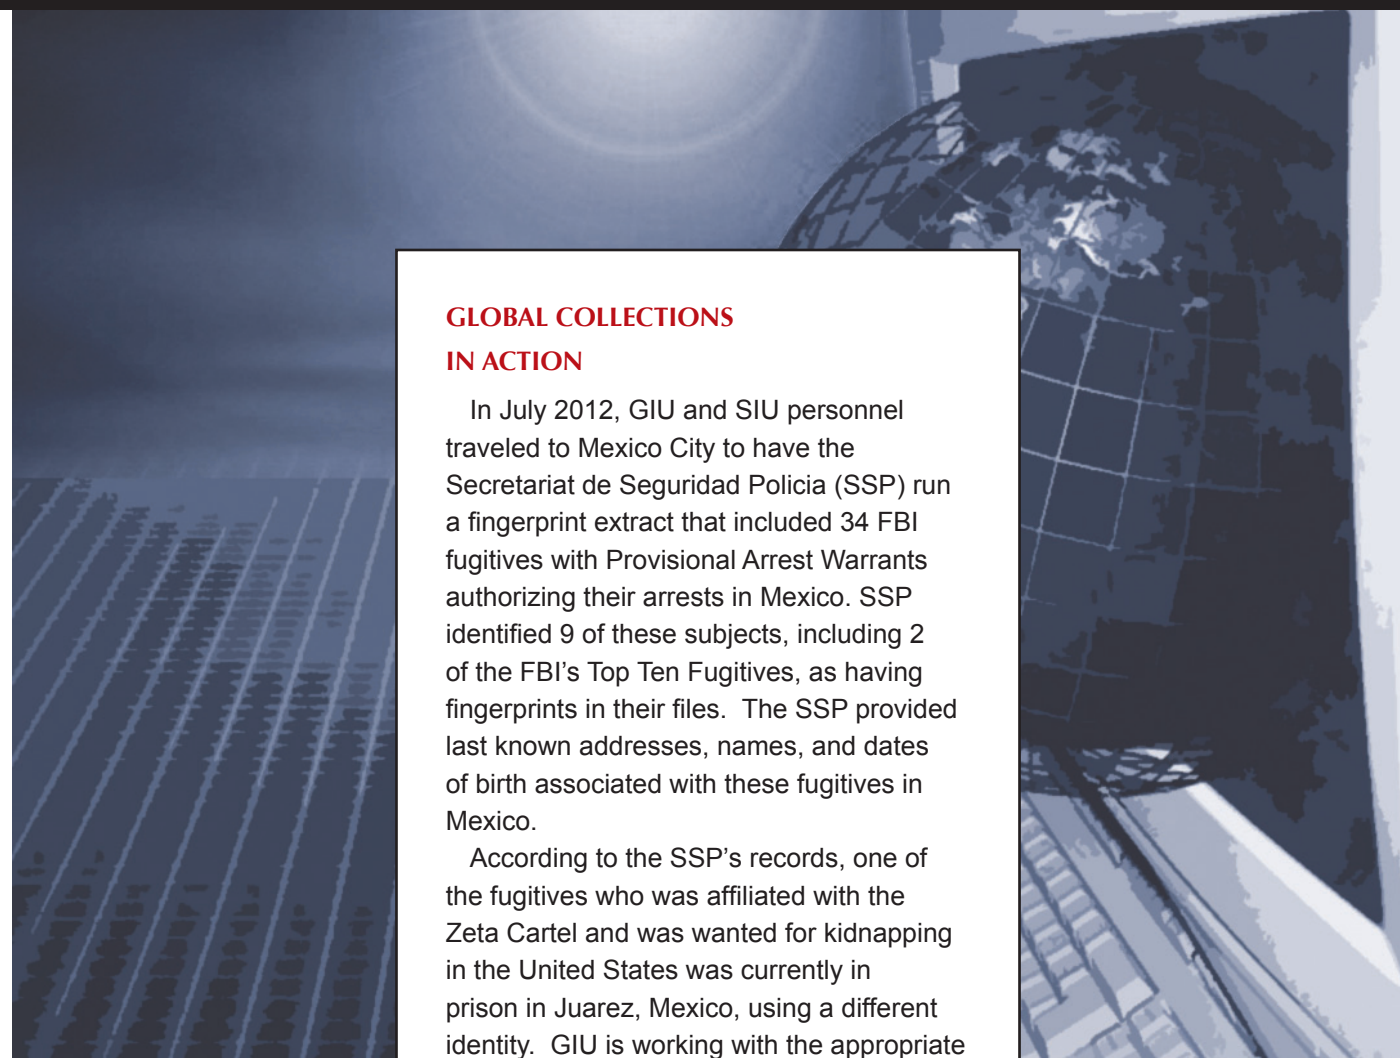 GLOBAL COLLECTIONS
IN ACTION
In July 2012, GIU and SIU personnel
traveled to Mexico City to have the
Secretariat de Seguridad Policia (SSP) run
a fingerprint extract that included 34 FBI
fugitives with Provisional Arrest Warrants
authorizing their arrests in Mexico. SSP
identified 9 of these subjects, including 2
of the FBI's Top Ten Fugitives, as having
fingerprints in their files.  The SSP provided
last known addresses, names, and dates
of birth associated with these fugitives in
Mexico.
According to the SSP's records, one of
the fugitives who was affiliated with the
Zeta Cartel and was wanted for kidnapping
in the United States was currently in
prison in Juarez, Mexico, using a different
identity.  GIU is working with the appropriate